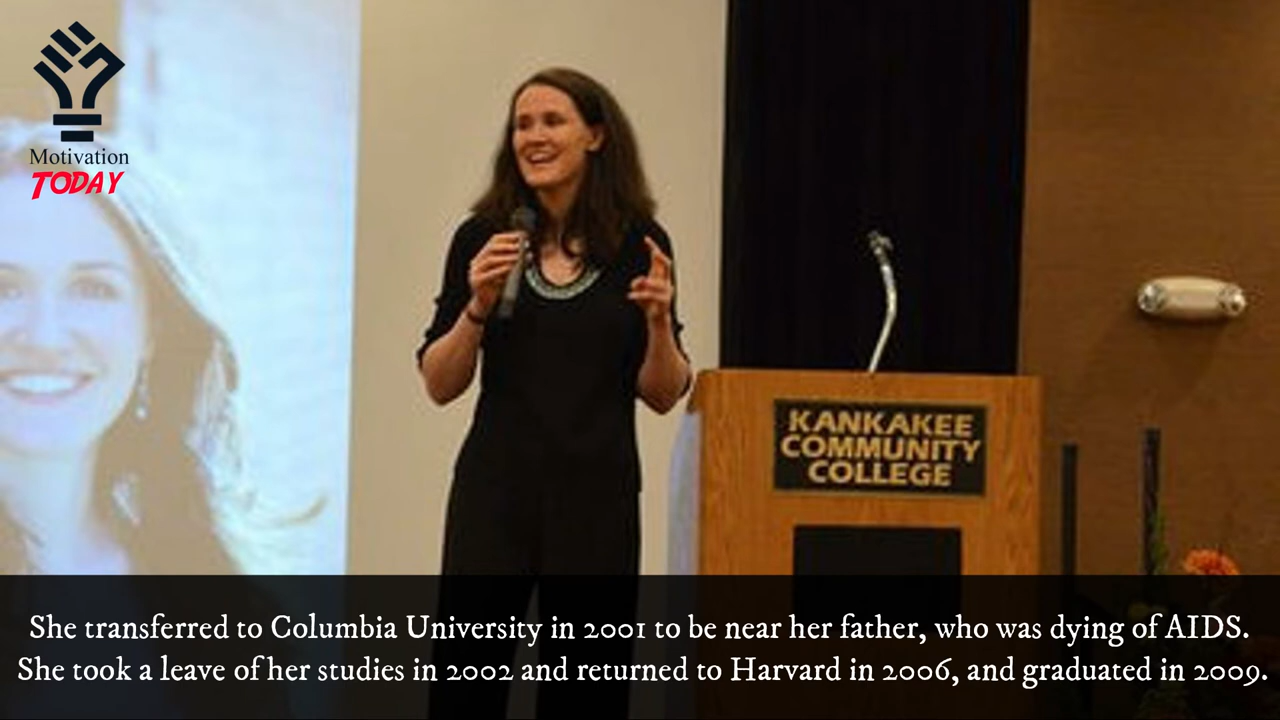 Motivation
TODAY
KANKAKEE
COMMUNITY
COLLEGE
She transferred to Columbia University in 2001 to be near her father, who was dying of AIDS.
She took a leave of her studies in 2002 and returned to Harvard in 2006, and graduated in 2009.